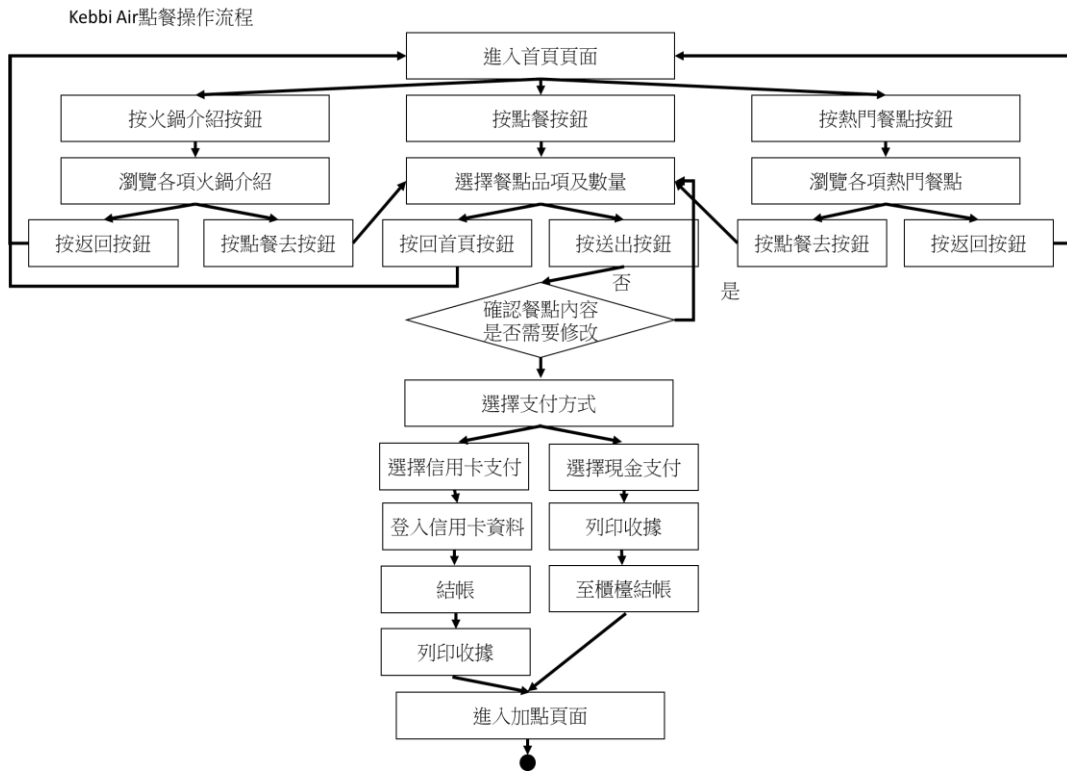 Kebbi Air點餐操作流程
進入首頁頁面
按火鍋介紹按鈕
按點餐按鈕
按熱門餐點按鈕
瀏覽各項火鍋介紹
選擇餐點品項及數量
瀏覽各項熱門餐點
按返回按鈕
按點餐去按鈕
按回首頁按鈕
按送出按鈕
按點餐去按鈕
按返回按鈕
否
是
確認餐點內容
是否需要修改
選擇支付方式
選擇信用卡支付
選擇現金支付
登入信用卡資料
列印收據
結帳
至櫃檯結帳
列印收據
進入加點頁面